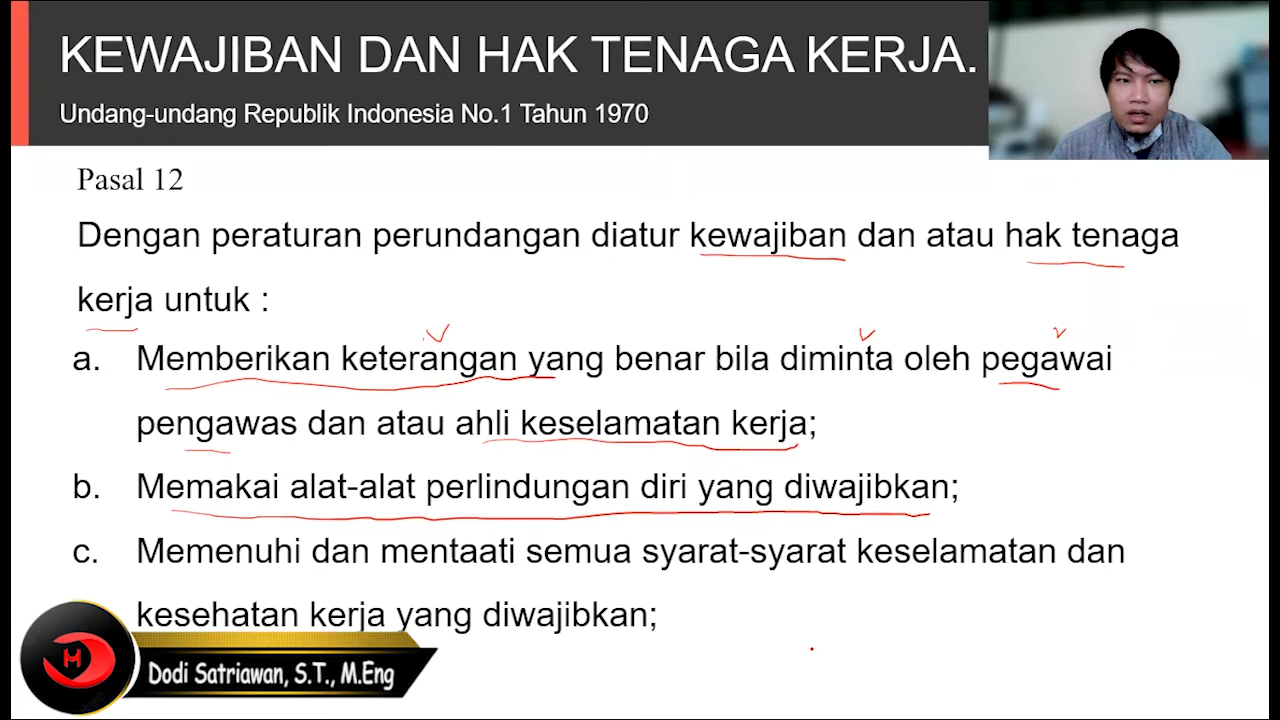 KEWAJIBAN DAN HAK TENAGA KERJA.
Undang-undang Republik Indonesia No.1 Tahun 1970
Pasal 12
Dengan peraturan perundangan diatur kewajiban dan atau hak tenaga
kerja untuk :
a. Memberikan keterangan yang benar bila diminta oleh pegawai
pengawas dan atau ahli keselamatan kerja;
b. Memakai alat-alat perlindungan diri yang diwajibkan;
c. Memenuhi dan mentaati semua syarat-syarat keselamatan dan
kesehatan kerja yang diwajibkan;
M
Dodi Satriawan, S.T., M.Eng